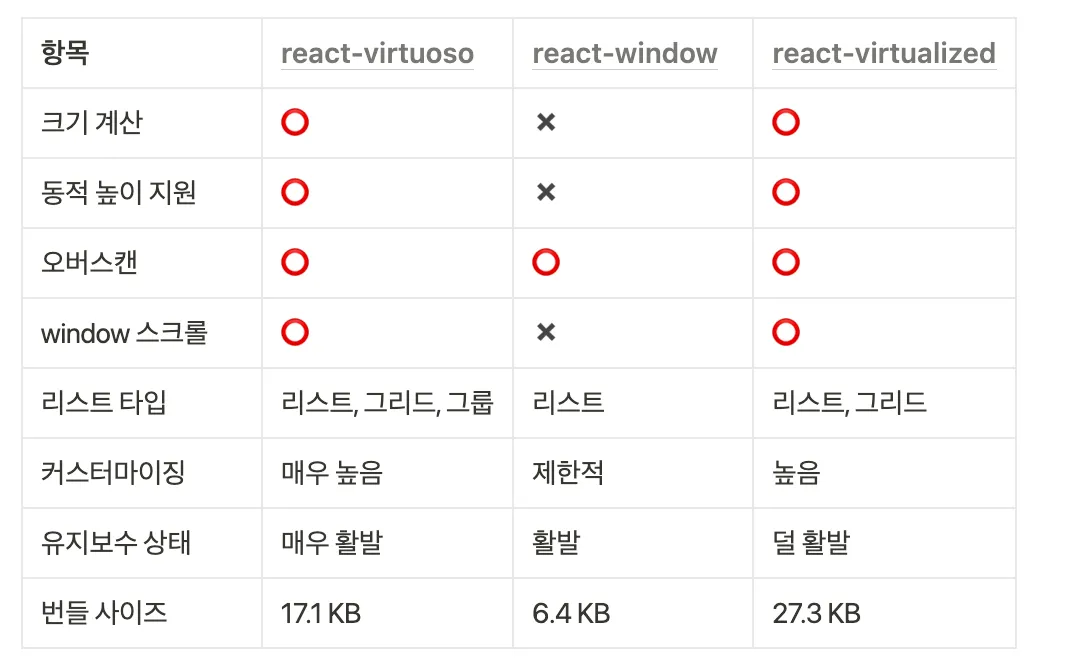 항목 react-virtuoso react-window react-virtualized
크기 계산 ⭕ ✖️ ⭕
동적 높이 지원 ⭕ ✖️ ⭕
오버스캔 ⭕ ⭕ ⭕
window 스크롤 ⭕ ✖️ ⭕
리스트 타입 리스트, 그리드, 그룹 리스트 리스트, 그리드
커스터마이징 매우 높음 제한적 높음
유지보수 상태 매우 활발 활발 덜 활발
번들 사이즈 17.1 KB 6.4 KB 27.3 KB